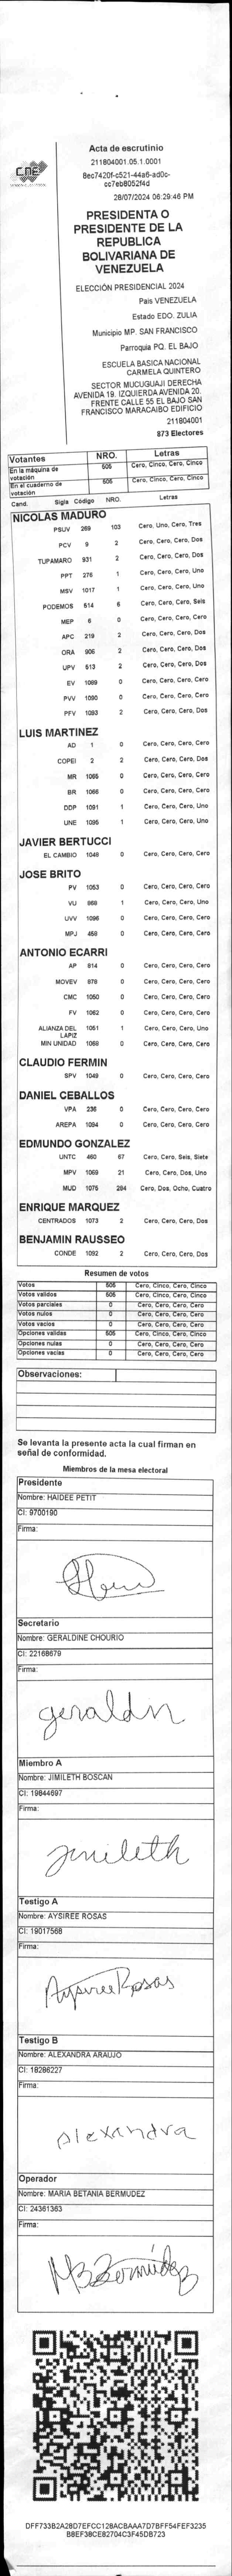 Acta de escrutinio
211804001.05.1.0001
8ec7420f-c521-44a6-ad0c-
cc7eb8052f4d
28/07/2024 06:29:46 PM
CNE
PRESIDENTA O
PRESIDENTE DE LA
REPUBLICA
BOLIVARIANA DE
VENEZUELA
ELECCIÓN PRESIDENCIAL 2024
Pais VENEZUELA
Estado EDO. ZULIA
Municipio MP. SAN FRANCISCO
Parroquia PQ. EL BAJO
ESCUELA BASICA NACIONAL
CARMELA QUINTERO
SECTOR MUCUGUAJI DERECHA
AVENIDA 19. IZQUIERDA AVENIDA 20.
FRENTE CALLE 55 EL BAJO SAN
FRANCISCO MARACAIBO EDIFICIO
211804001
873 Electores
Votantes NRO. Letras
En la máquina de votación 505 Cero, Cinco, Cero, Cinco
En el cuaderno de votación 505 Cero, Cinco, Cero, Cinco
Cand. Sigla Código NRO. Letras
NICOLAS MADURO
PSUV 269 103 Cero, Uno, Cero, Tres
PCV 9 2 Cero, Cero, Cero, Dos
TUPAMARO 931 2 Cero, Cero, Cero, Dos
PPT 276 1 Cero, Cero, Cero, Uno
MSV 1017 1 Cero, Cero, Cero, Uno
PODEMOS 614 6 Cero, Cero, Cero, Seis
MEP 6 0 Cero, Cero, Cero, Cero
APC 219 2 Cero, Cero, Cero, Dos
ORA 906 2 Cero, Cero, Cero, Dos
UPV 513 2 Cero, Cero, Cero, Dos
EV 1089 0 Cero, Cero, Cero, Cero
PVV 1090 0 Cero, Cero, Cero, Cero
PFV 1093 2 Cero, Cero, Cero, Dos
LUIS MARTINEZ
AD 1 0 Cero, Cero, Cero, Cero
COPEI 2 2 Cero, Cero, Cero, Dos
MR 1065 0 Cero, Cero, Cero, Cero
BR 1066 0 Cero, Cero, Cero, Cero
DDP 1091 1 Cero, Cero, Cero, Uno
UNE 1095 1 Cero, Cero, Cero, Uno
JAVIER BERTUCCI
EL CAMBIO 1048 0 Cero, Cero, Cero, Cero
JOSE BRITO
PV 1053 0 Cero, Cero, Cero, Cero
VU 868 1 Cero, Cero, Cero, Uno
UVV 1096 0 Cero, Cero, Cero, Cero
MPJ 458 0 Cero, Cero, Cero, Cero
ANTONIO ECARRI
AP 814 0 Cero, Cero, Cero, Cero
MOVEV 878 0 Cero, Cero, Cero, Cero
CMC 1050 0 Cero, Cero, Cero, Cero
FV 1062 0 Cero, Cero, Cero, Cero
ALIANZA DEL LAPIZ 1051 1 Cero, Cero, Cero, Uno
MIN UNIDAD 1068 0 Cero, Cero, Cero, Cero
CLAUDIO FERMIN
SPV 1049 0 Cero, Cero, Cero, Cero
DANIEL CEBALLOS
VPA 236 0 Cero, Cero, Cero, Cero
AREPA 1094 0 Cero, Cero, Cero, Cero
EDMUNDO GONZALEZ
UNTC 460 67 Cero, Cero, Seis, Siete
MPV 1069 21 Cero, Cero, Dos, Uno
MUD 1075 284 Cero, Dos, Ocho, Cuatro
ENRIQUE MARQUEZ
CENTRADOS 1073 2 Cero, Cero, Cero, Dos
BENJAMIN RAUSSEO
CONDE 1092 2 Cero, Cero, Cero, Dos
Resumen de votos
Votos 505 Cero, Cinco, Cero, Cinco
Votos validos 505 Cero, Cinco, Cero, Cinco
Votos parciales 0 Cero, Cero, Cero, Cero
Votos nulos 0 Cero, Cero, Cero, Cero
Votos vacios 0 Cero, Cero, Cero, Cero
Opciones validas 505 Cero, Cinco, Cero, Cinco
Opciones nulas 0 Cero, Cero, Cero, Cero
Opciones vacias 0 Cero, Cero, Cero, Cero
Observaciones:
Se levanta la presente acta la cual firman en
señal de conformidad.
Miembros de la mesa electoral
Presidente
Nombre: HAIDEE PETIT
CI: 9700190
Firma:
Secretario
Nombre: GERALDINE CHOURIO
CI: 22168679
Firma:
geraldin
Miembro A
Nombre: JIMILETH BOSCAN
CI: 19844697
Firma:
jimileth
Testigo A
Nombre: AYSIREE ROSAS
CI: 19017568
Firma:
Aysiree Rosas
Testigo B
Nombre: ALEXANDRA ARAUJO
CI: 18286227
Firma:
Alexandra
Operador
Nombre: MARIA BETANIA BERMUDEZ
CI: 24361363
Firma:
MBBermúdez
DFF733B2A28D7EFCC128ACBAAA7D7BFF54FEF3235
B8EF38CE82704C3F45DB723